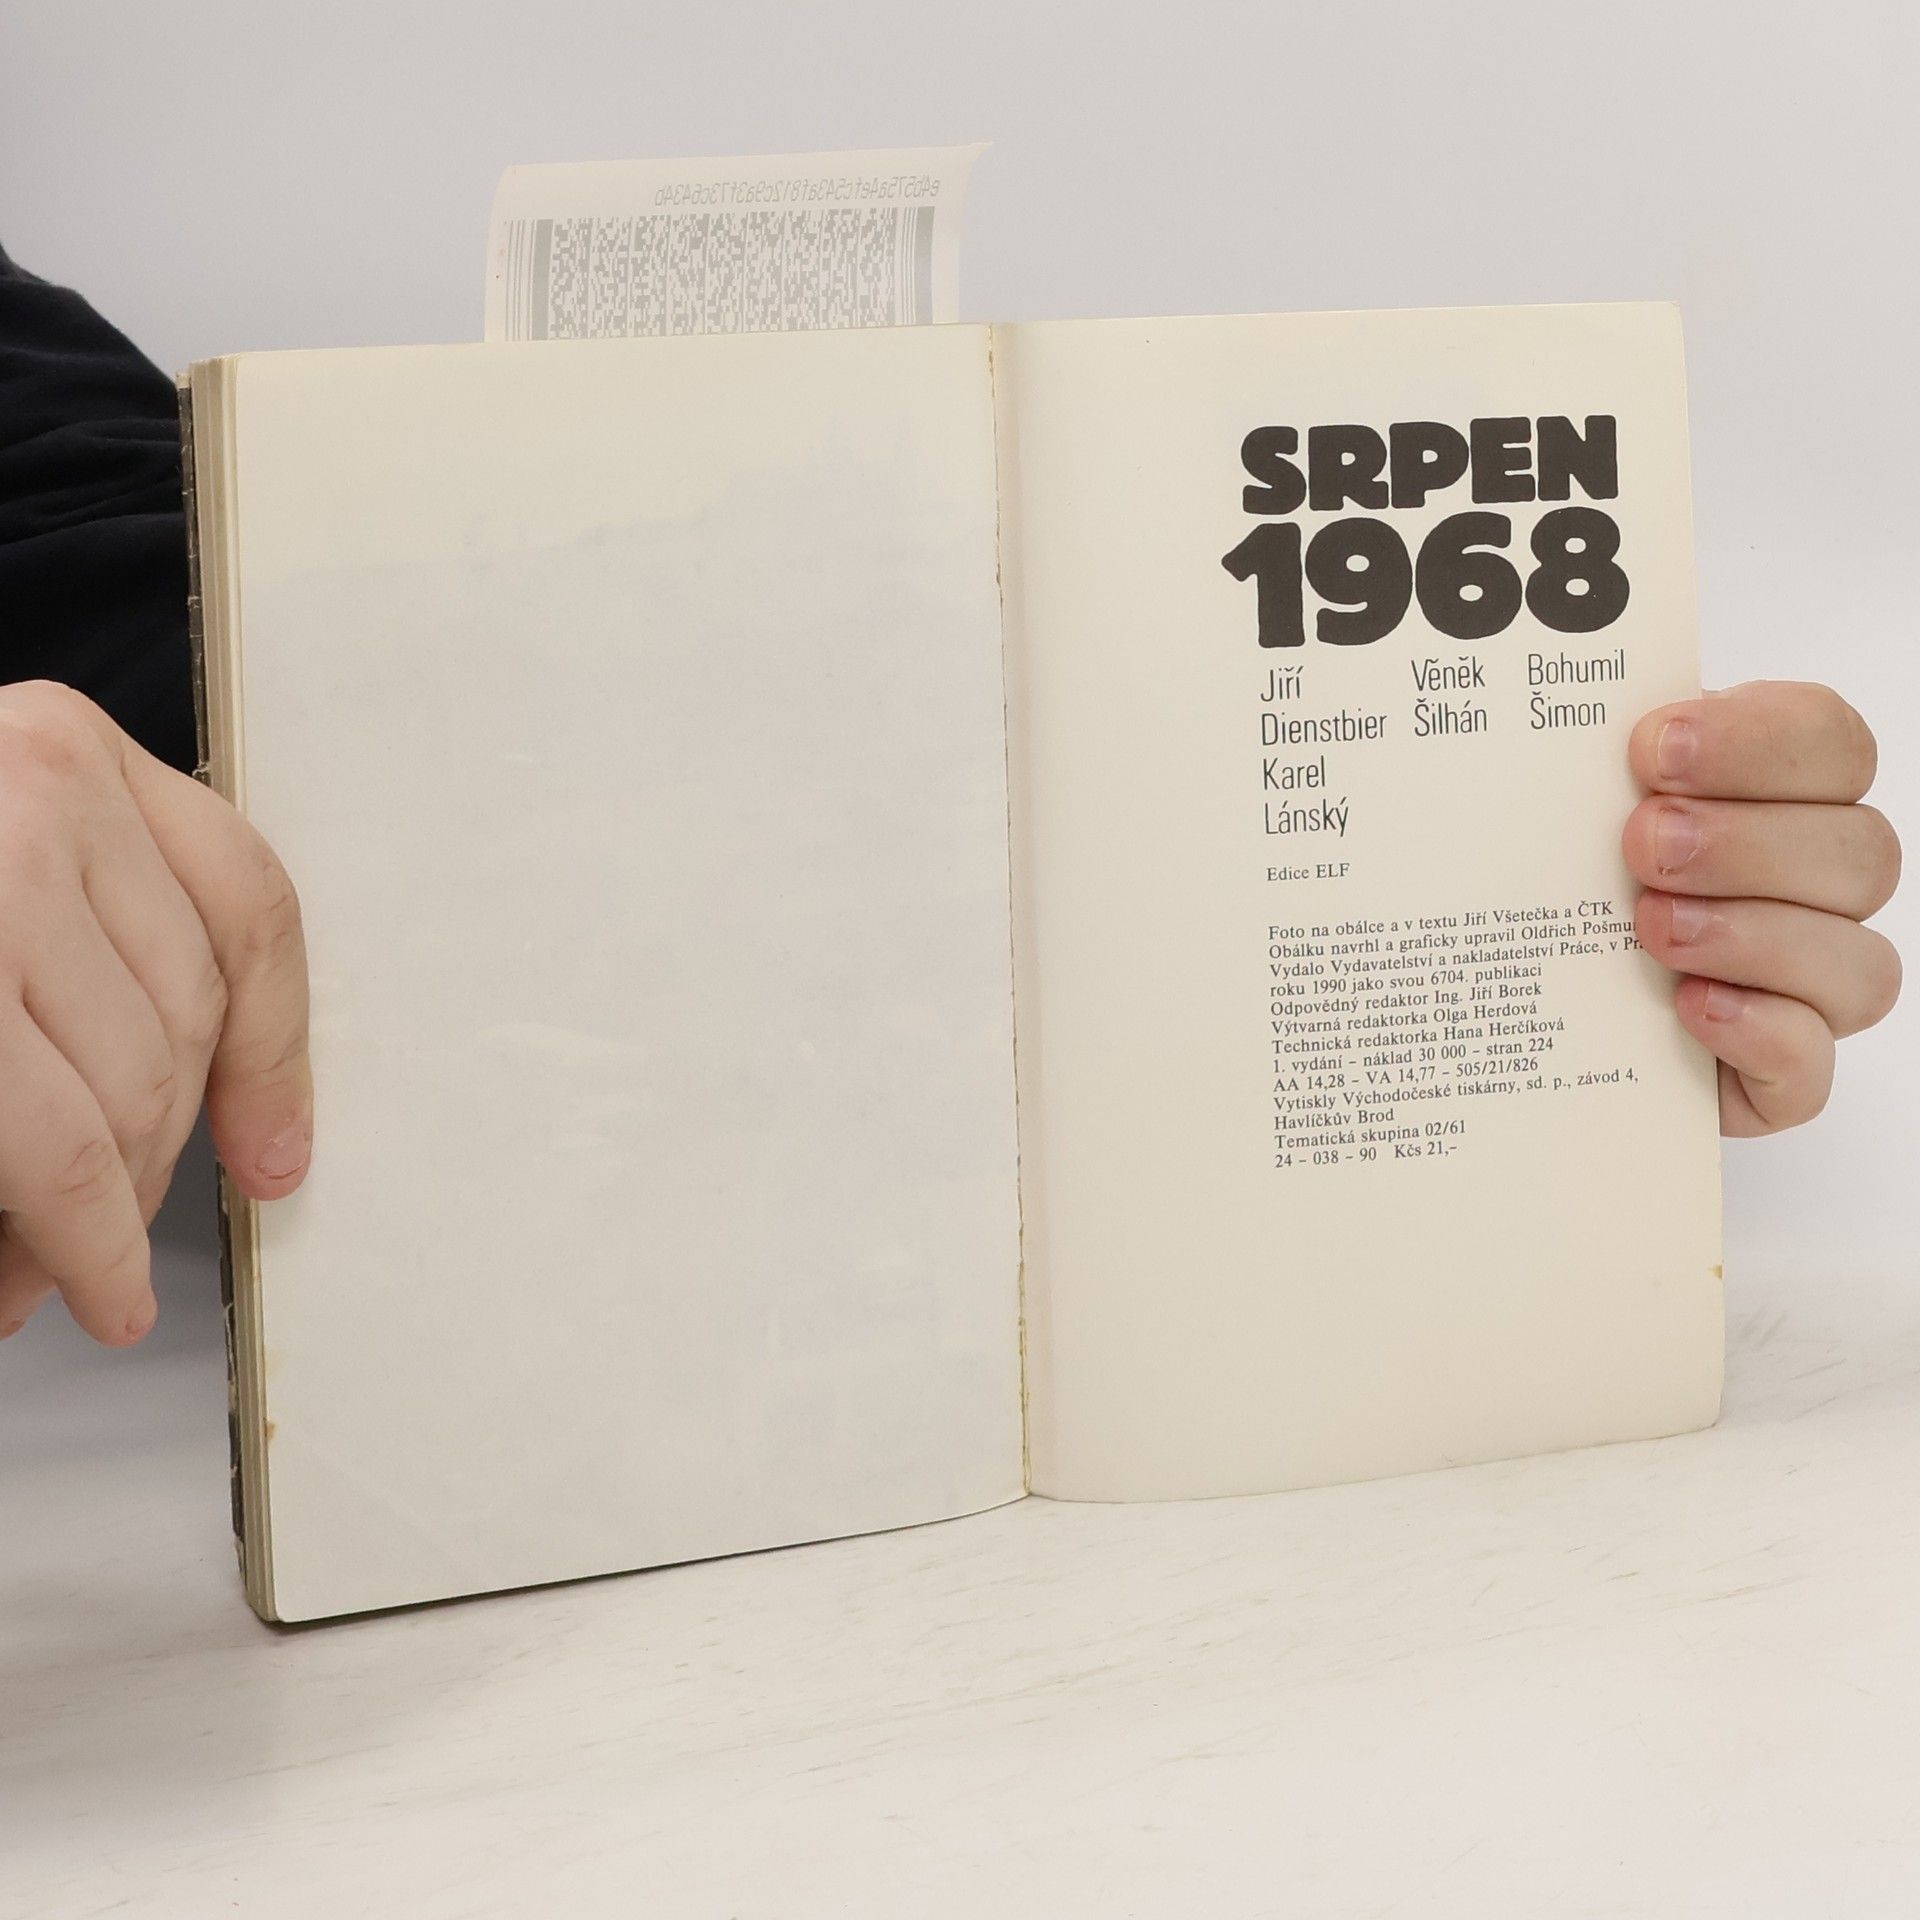 e4b575a4efc543af812c9a3f73c6434b
SRPEN
1968
Jiří
Dienstbier
Karel
Lánský
Věněk
Šilhán
Bohumil
Šimon
Edice ELF
Foto na obálce a v textu Jiří Všetečka a ČTK
Obálku navrhl a graficky upravil Oldřich
Vydalo Vydavatelství a nakladatelství Práce, v
roku 1990 jako svou 6704. publikaci
Odpovědný redaktor Ing. Jiří Borek
Výtvarná redaktorka Olga Herdová
Technická redaktorka Hana Herčíková
1. vydání – náklad 30 000 – stran 224
AA 14,28 – VA 14,77 – 505/21/826
Vytiskly Východočeské tiskárny, sd. p., závod 4,
Havlíčkův Brod
Tematická skupina 02/61
24 – 038 – 90 Kčs 21,–